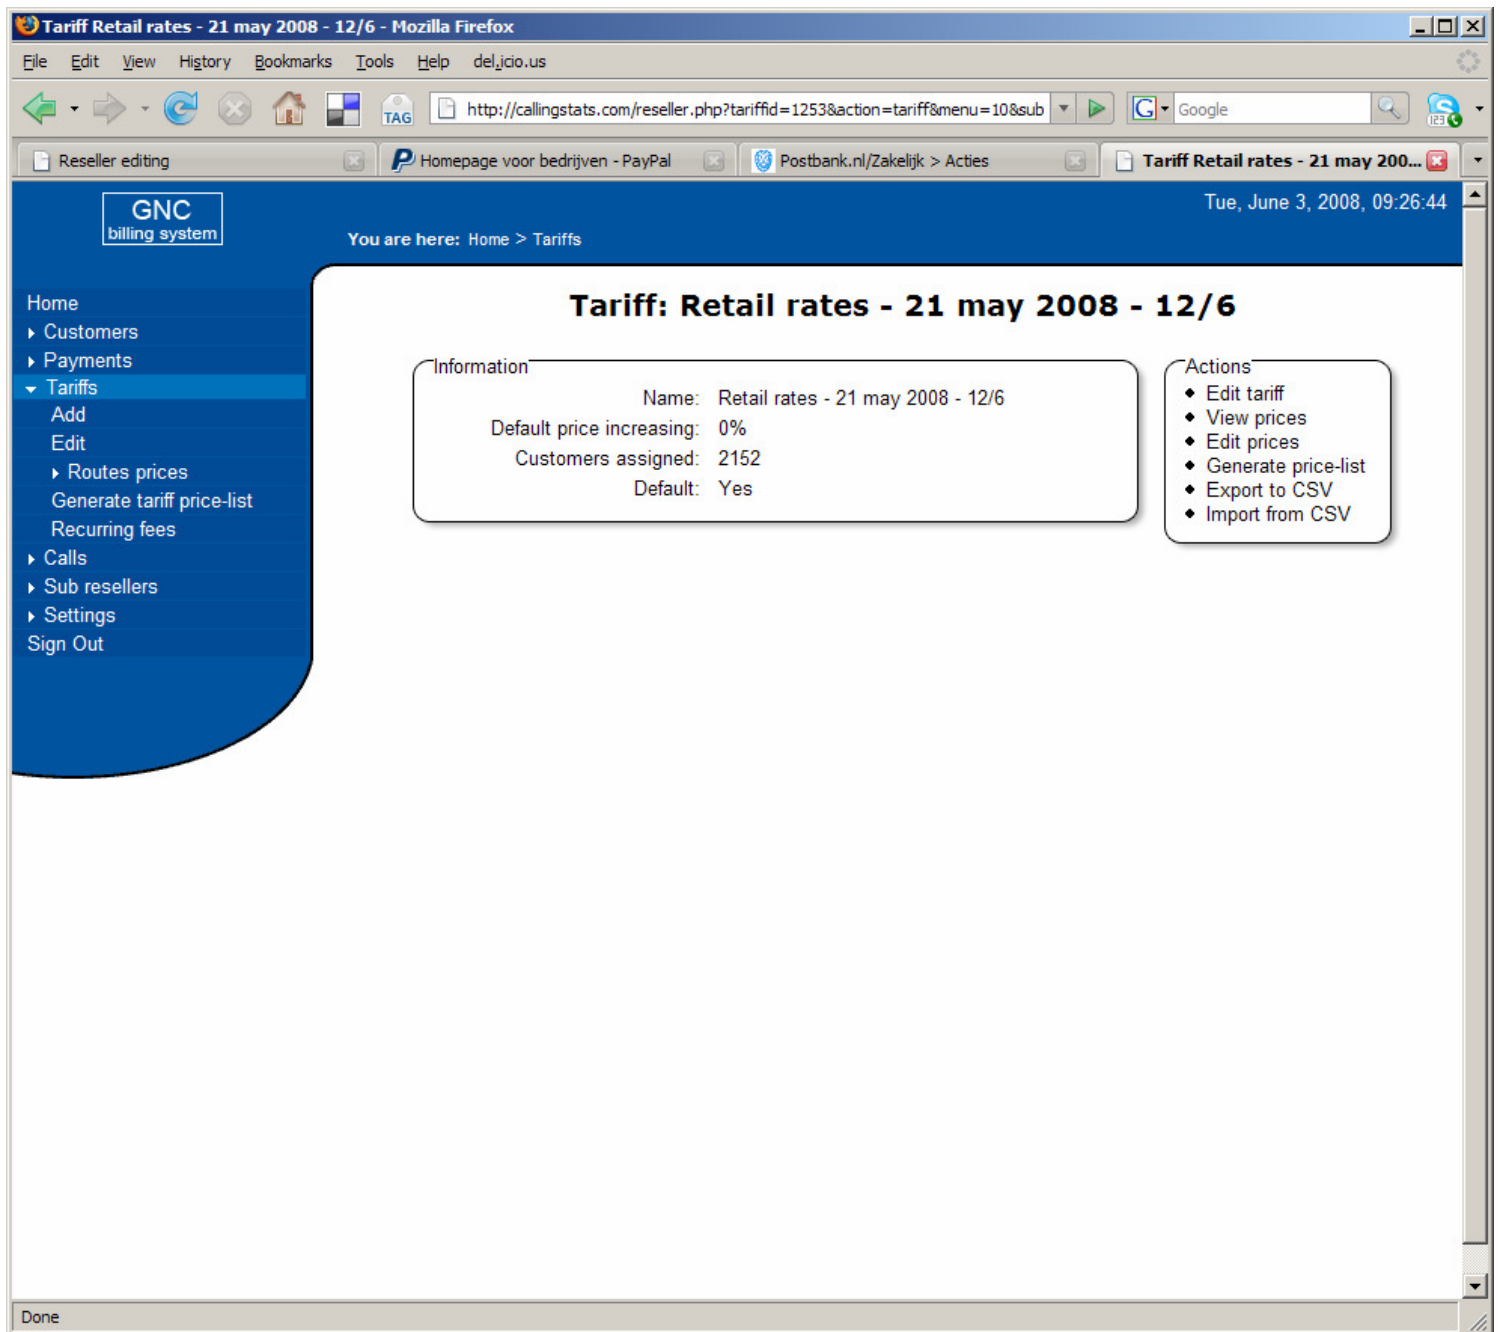 Tariff Retail rates - 21 may 2008 - 12/6 - Mozilla Firefox
File Edit View History Bookmarks Tools Help del.icio.us
TAG http://callingstats.com/reseller.php?tariffid=1253&action=tariff&menu=10&sub G Google 123
Reseller editing Homepage voor bedrijven - PayPal Postbank.nl/Zakelijk > Acties Tariff Retail rates - 21 may 200...
GNC
billing system
Tue, June 3, 2008, 09:26:44
You are here: Home > Tariffs
Home
Customers
Payments
Tariffs
Add
Edit
Routes prices
Generate tariff price-list
Recurring fees
Calls
Sub resellers
Settings
Sign Out
Tariff: Retail rates - 21 may 2008 - 12/6
Information
Name: Retail rates - 21 may 2008 - 12/6
Default price increasing: 0%
Customers assigned: 2152
Default: Yes
Actions
Edit tariff
View prices
Edit prices
Generate price-list
Export to CSV
Import from CSV
Done